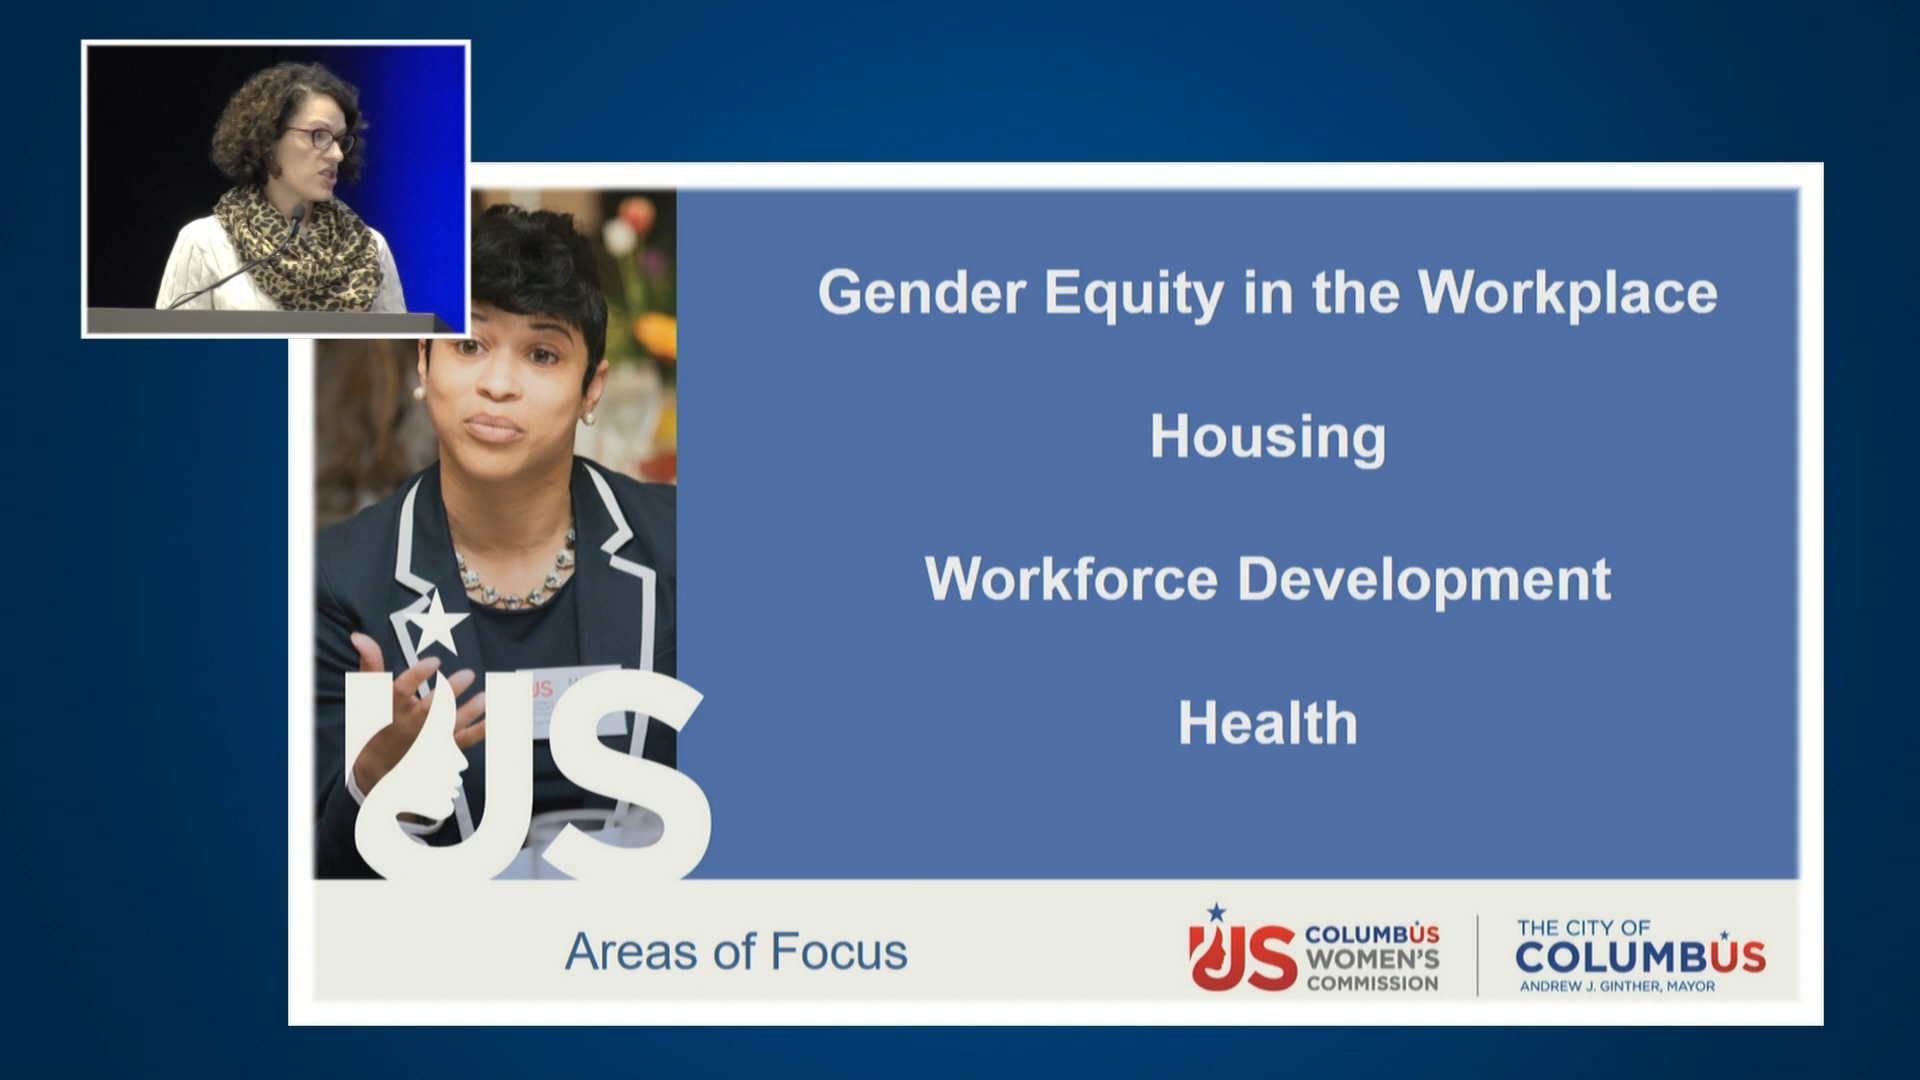 Gender Equity in the Workplace
Housing
Workforce Development
Health
US
US
Areas of Focus
US
COLUMBUS
WOMEN'S
COMMISSION
THE CITY OF
COLUMBUS
ANDREW J. GINTHER, MAYOR